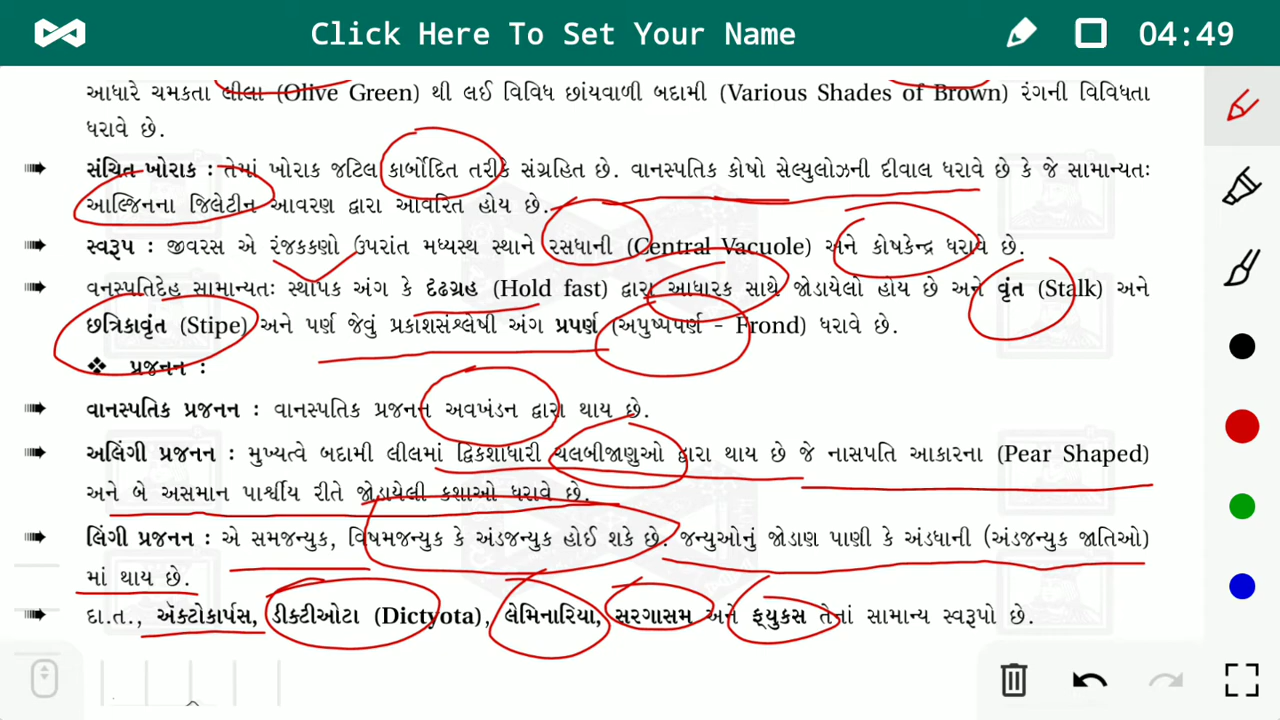 Click Here To Set Your Name
04:49
આધારે ચમકતા લીલા (Olive Green) થી લઈ વિવિધ છાંયવાળી બદામી (Various Shades of Brown) રંગની વિવિધતા
ધરાવે છે.
➠ સંચિત ખોરાક : તેમાં ખોરાક જટિલ કાર્બોદિત તરીકે સંગ્રહિત છે. વાનસ્પતિક કોષો સેલ્યુલોઝની દીવાલ ધરાવે છે કે જે સામાન્યતઃ
આલ્જિનના જિલેટીન આવરણ દ્વારા આવરિત હોય છે.
➠ સ્વરૂપ : જીવરસ એ રંજકકણો ઉપરાંત મધ્યસ્થ સ્થાને રસધાની (Central Vacuole) અને કોષકેન્દ્ર ધરાવે છે.
➠ વનસ્પતિદેહ સામાન્યતઃ સ્થાપક અંગ કે દૃઢગ્રહ (Hold fast) દ્વારા આધારક સાથે જોડાયેલો હોય છે અને વૃંત (Stalk) અને
છત્રિકાવૃંત (Stipe) અને પર્ણ જેવું પ્રકાશસંશ્લેષી અંગ પ્રપર્ણ (અપુષ્પપર્ણ - Frond) ધરાવે છે.
❖ પ્રજનન :
➠ વાનસ્પતિક પ્રજનન : વાનસ્પતિક પ્રજનન અવખંડન દ્વારા થાય છે.
➠ અલિંગી પ્રજનન : મુખ્યત્વે બદામી લીલમાં દ્વિકશાધારી ચલબીજાણુઓ દ્વારા થાય છે જે નાસપતિ આકારના (Pear Shaped)
અને બે અસમાન પાર્શ્વીય રીતે જોડાયેલી કશાઓ ધરાવે છે.
➠ લિંગી પ્રજનન : એ સમજન્યુક, વિષમજન્યુક કે અંડજન્યુક હોઈ શકે છે. જન્યુઓનું જોડાણ પાણી કે અંડધાની (અંડજન્યુક જાતિઓ)
માં થાય છે.
➠ દા.ત., ઍક્ટોકાર્પસ, ડીક્ટીઓટા (Dictyota), લેમિનારિયા, સરગાસમ અને ફ્યુકસ તેનાં સામાન્ય સ્વરૂપો છે.